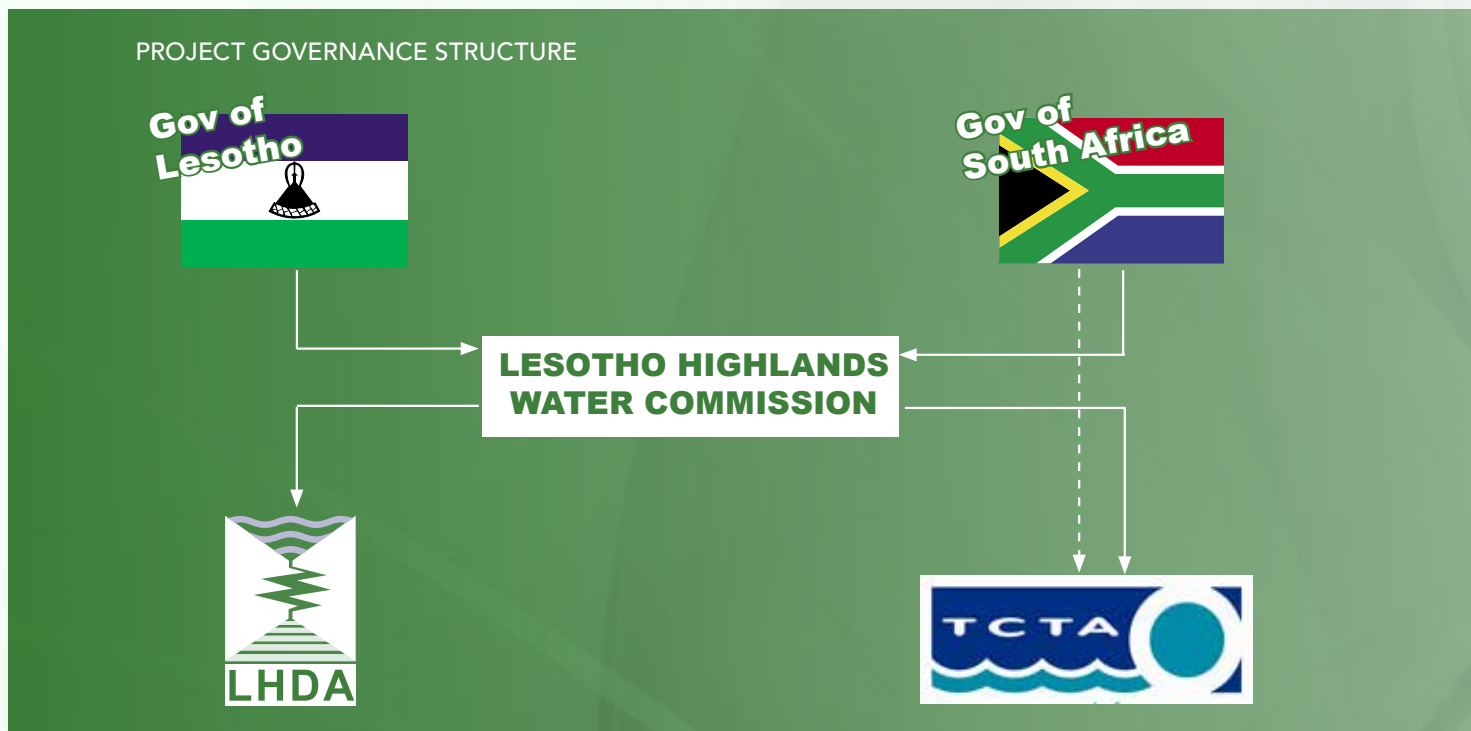 PROJECT GOVERNANCE STRUCTURE
Gov of
Lesotho
Gov of
South Africa
LESOTHO HIGHLANDS
WATER COMMISSION
LHDA
TCTA